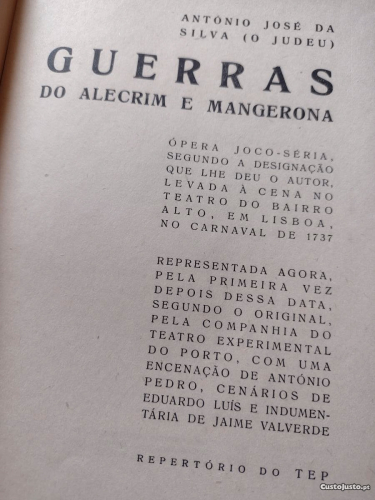 ANTÓNIO JOSÉ DA
SILVA (O JUDEU)
GUERRAS
DO ALECRIM E MANGERONA
ÓPERA JOCO-SÉRIA,
SEGUNDO A DESIGNAÇÃO
QUE LHE DEU O AUTOR,
LEVADA À CENA NO
TEATRO DO BAIRRO
ALTO, EM LISBOA,
NO CARNAVAL DE 1737
REPRESENTADA AGORA,
PELA PRIMEIRA VEZ
DEPOIS DESSA DATA,
SEGUNDO O ORIGINAL,
PELA COMPANHIA DO
TEATRO EXPERIMENTAL
DO PORTO, COM UMA
ENCENAÇÃO DE ANTÓNIO
PEDRO, CENÁRIOS DE
EDUARDO LUÍS E INDUMEN-
TÁRIA DE JAIME VALVERDE
REPERTÓRIO DO TEP
CustoJusto.pt